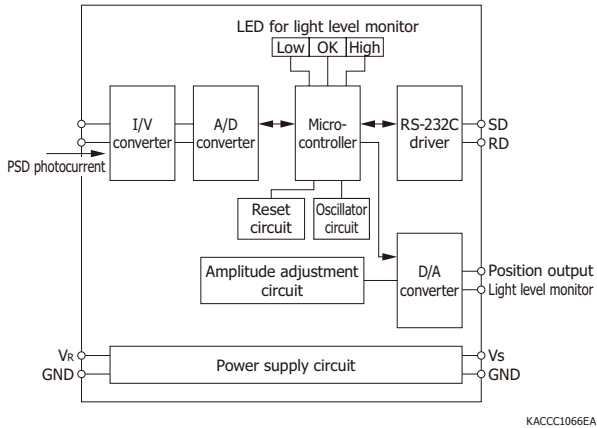 LED for light level monitor
Low OK High
I/V
converter
A/D
converter
Micro-
controller
RS-232C
driver
SD
RD
PSD photocurrent
Reset
circuit
Oscillator
circuit
Amplitude adjustment
circuit
D/A
converter
Position output
Light level monitor
VR
GND
Power supply circuit
Vs
GND
KACCC1066EA